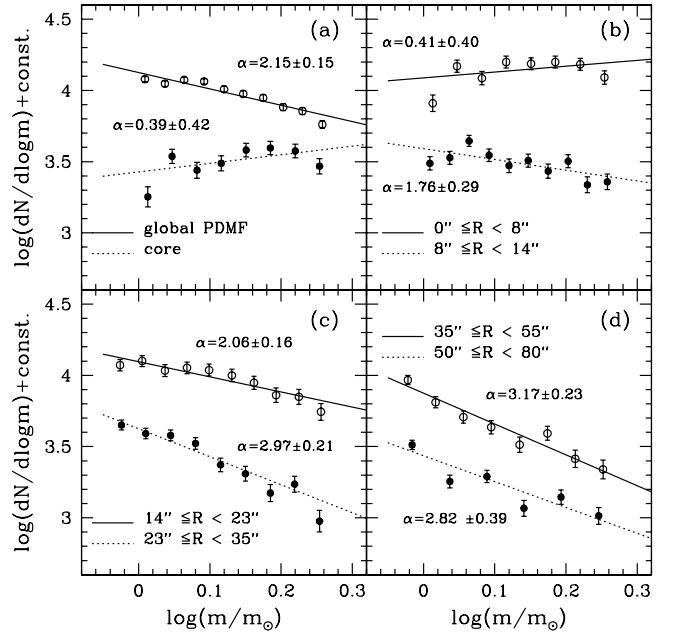 4.5
(a)
α=2.15±0.15
4
α=0.39±0.42
3.5
3
global PDMF
core
log(dN/dlogm)+const.
(b)
α=0.41±0.40
α=1.76±0.29
0" ≦R < 8"
8" ≦R < 14"
4.5
(c)
α=2.06±0.16
4
3.5
α=2.97±0.21
3
14" ≦R < 23"
23" ≦R < 35"
log(dN/dlogm)+const.
0 0.1 0.2 0.3
log(m/m⊙)
35" ≦R < 55"
50" ≦R < 80"
(d)
α=3.17±0.23
α=2.82 ±0.39
0 0.1 0.2 0.3
log(m/m⊙)